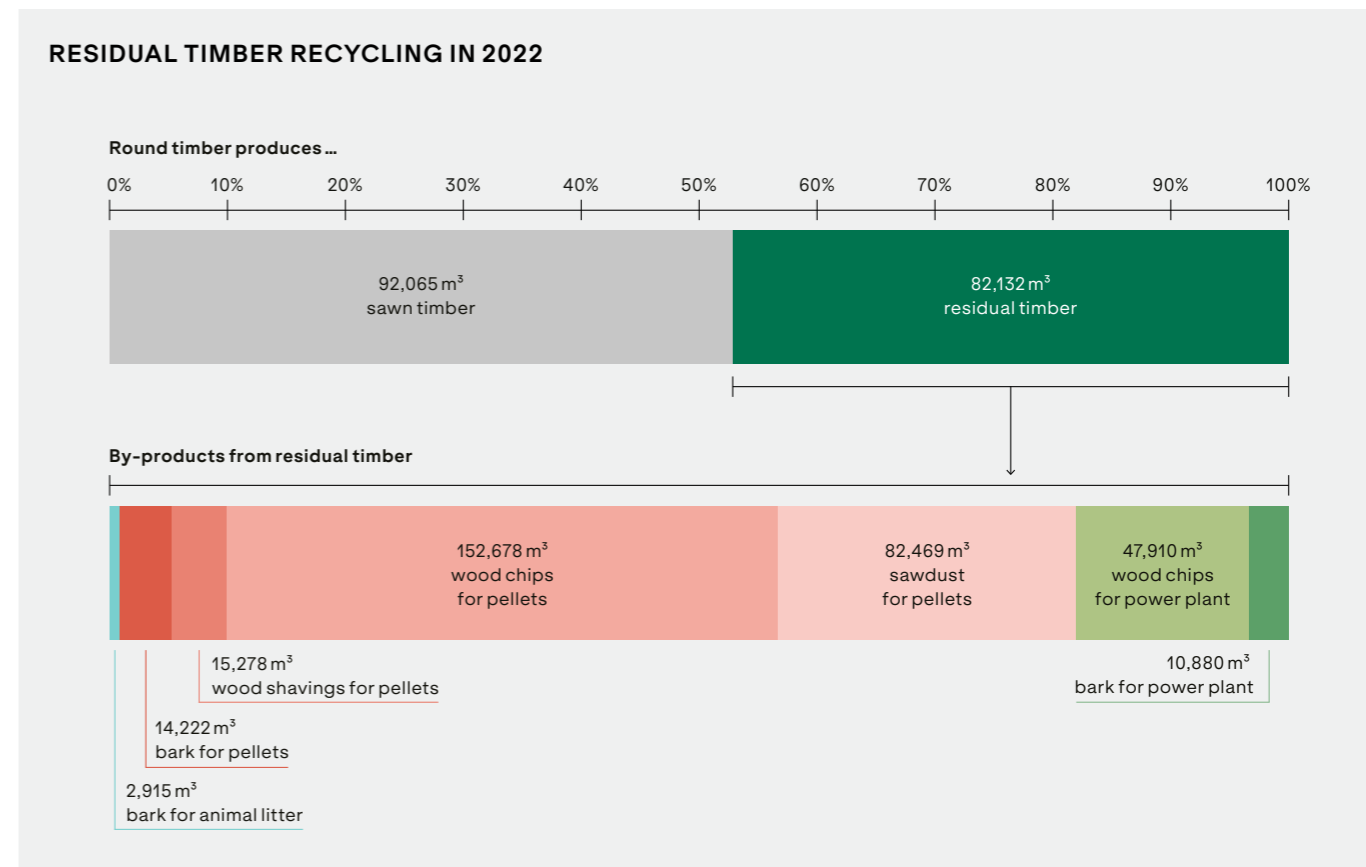 RESIDUAL TIMBER RECYCLING IN 2022
Round timber produces ...
0% 10% 20% 30% 40% 50% 60% 70% 80% 90% 100%
92,065 m³
sawn timber
82,132 m³
residual timber
By-products from residual timber
152,678 m³
wood chips
for pellets
82,469 m³
sawdust
for pellets
47,910 m³
wood chips
for power plant
15,278 m³
wood shavings for pellets
10,880 m³
bark for power plant
14,222 m³
bark for pellets
2,915 m³
bark for animal litter